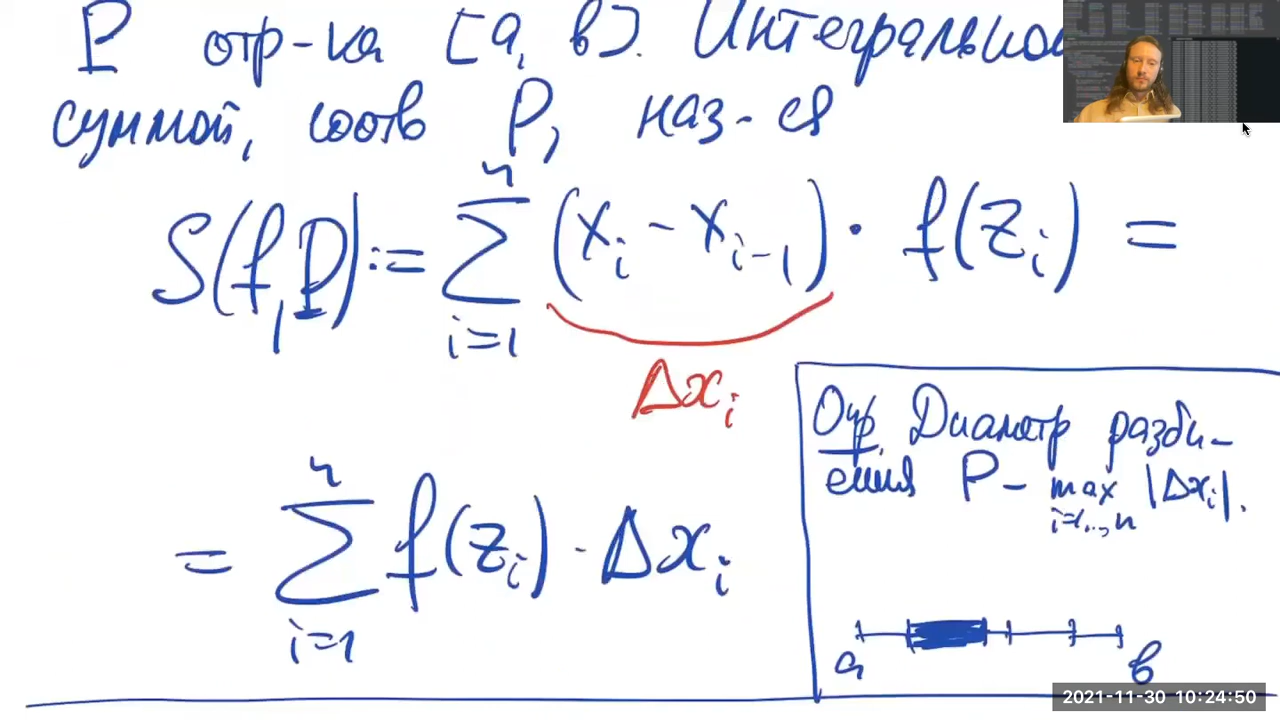 P отр-ка [a, b]. Интегральной
суммой, соотв P, наз-ся
S(f, P) := ∑_{i=1}^{n} (x_i - x_{i-1}) · f(z_i) =
Δx_i
= ∑_{i=1}^{n} f(z_i) · Δx_i
Опр. Диаметр разби-
ения P - max_{i=1,..,n} |Δx_i|.
a b
2021-11-30 10:24:50